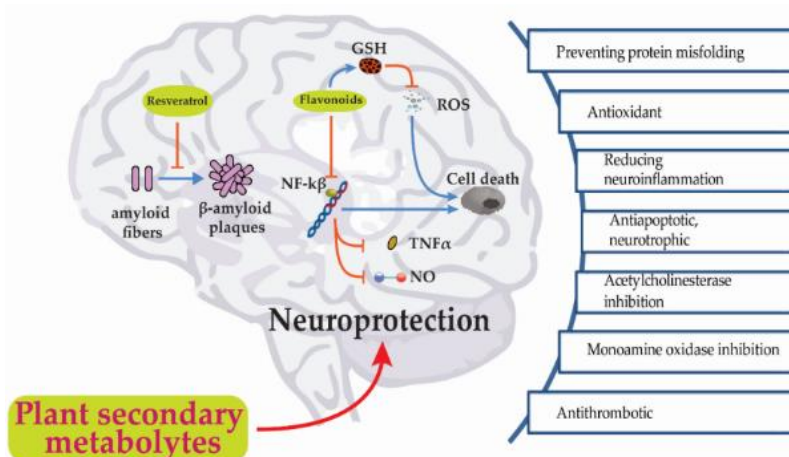 GSH
Resveratrol
Flavonoids
ROS
NF-kβ
Cell death
amyloid
fibers
β-amyloid
plaques
TNFα
NO
Neuroprotection
Plant secondary
metabolytes
Preventing protein misfolding
Antioxidant
Reducing
neuroinflammation
Antiapoptotic,
neurotrophic
Acetylcholinesterase
inhibition
Monoamine oxidase inhibition
Antithrombotic